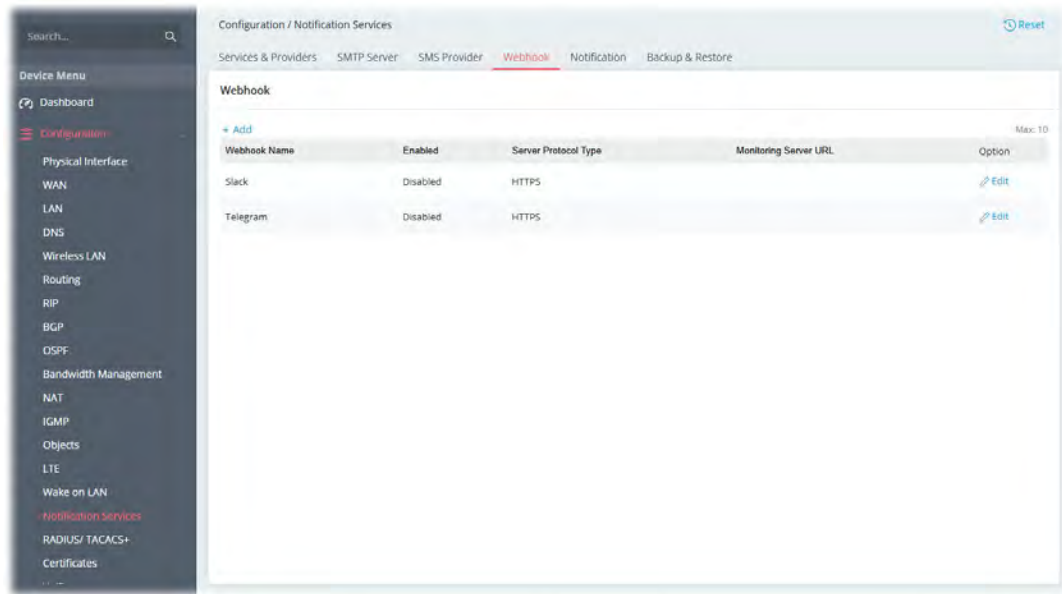 Search...
Device Menu
Dashboard
Configuration
Physical Interface
WAN
LAN
DNS
Wireless LAN
Routing
RIP
BGP
OSPF
Bandwidth Management
NAT
IGMP
Objects
LTE
Wake on LAN
Notification Services
RADIUS/ TACACS+
Certificates
Configuration / Notification Services
Reset
Services & Providers SMTP Server SMS Provider Webhook Notification Backup & Restore
Webhook
+ Add Max: 10
Webhook Name Enabled Server Protocol Type Monitoring Server URL Option
Slack Disabled HTTPS Edit
Telegram Disabled HTTPS Edit